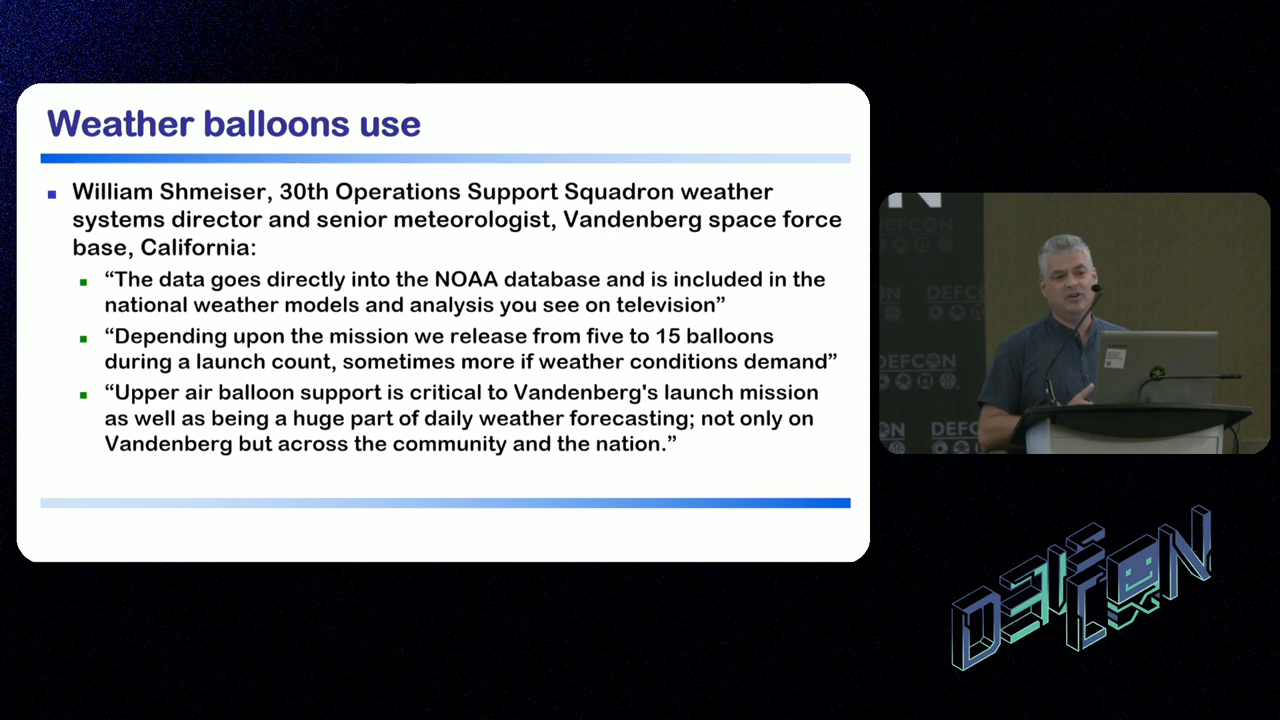 Weather balloons use
William Shmeiser, 30th Operations Support Squadron weather
systems director and senior meteorologist, Vandenberg space force
base, California:
“The data goes directly into the NOAA database and is included in the
national weather models and analysis you see on television”
“Depending upon the mission we release from five to 15 balloons
during a launch count, sometimes more if weather conditions demand”
“Upper air balloon support is critical to Vandenberg's launch mission
as well as being a huge part of daily weather forecasting; not only on
Vandenberg but across the community and the nation.”
DEFCON
DEFCON
DEFC
DEFCON